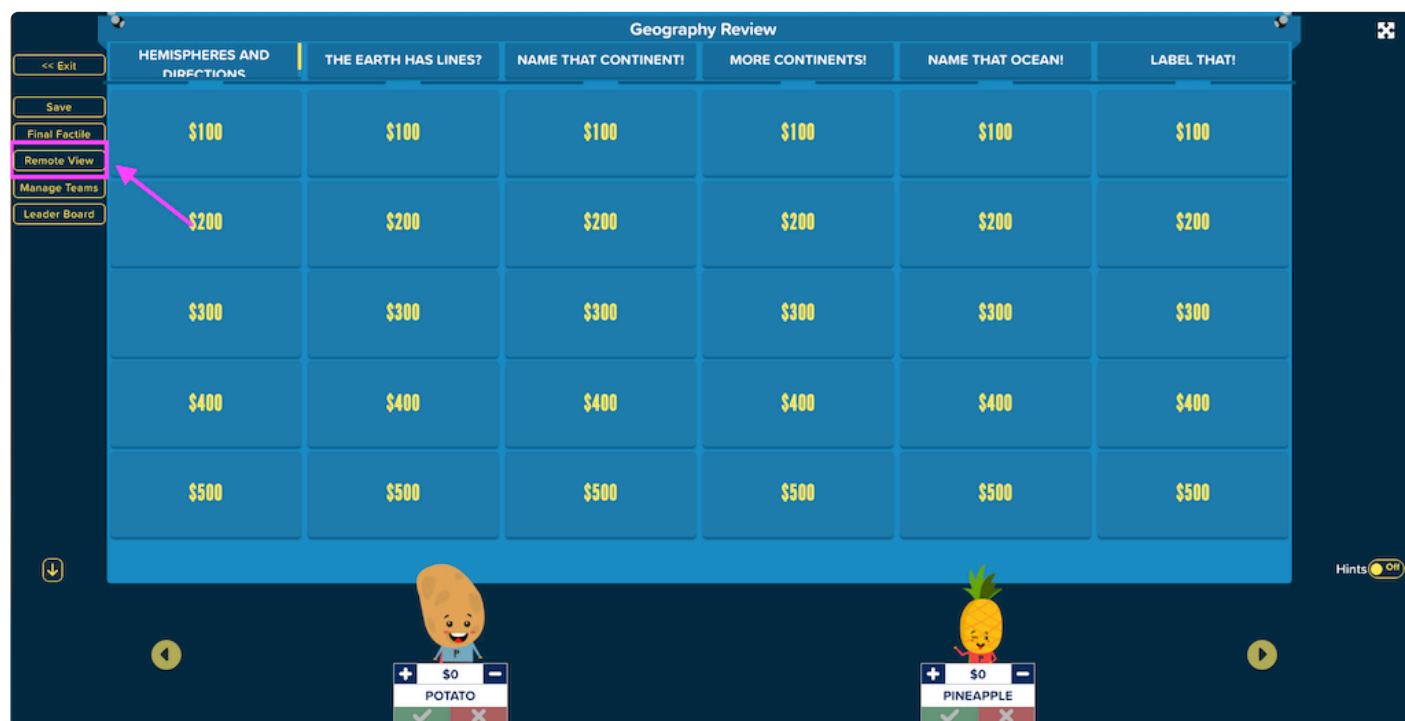 Geography Review
<< Exit
Save
Final Factile
Remote View
Manage Teams
Leader Board
HEMISPHERES AND
DIRECTIONS
THE EARTH HAS LINES?
NAME THAT CONTINENT!
MORE CONTINENTS!
NAME THAT OCEAN!
LABEL THAT!
$100 $100 $100 $100 $100 $100
$200 $200 $200 $200 $200 $200
$300 $300 $300 $300 $300 $300
$400 $400 $400 $400 $400 $400
$500 $500 $500 $500 $500 $500
Hints Off
P
P
+ $0 −
POTATO
+ $0 −
PINEAPPLE